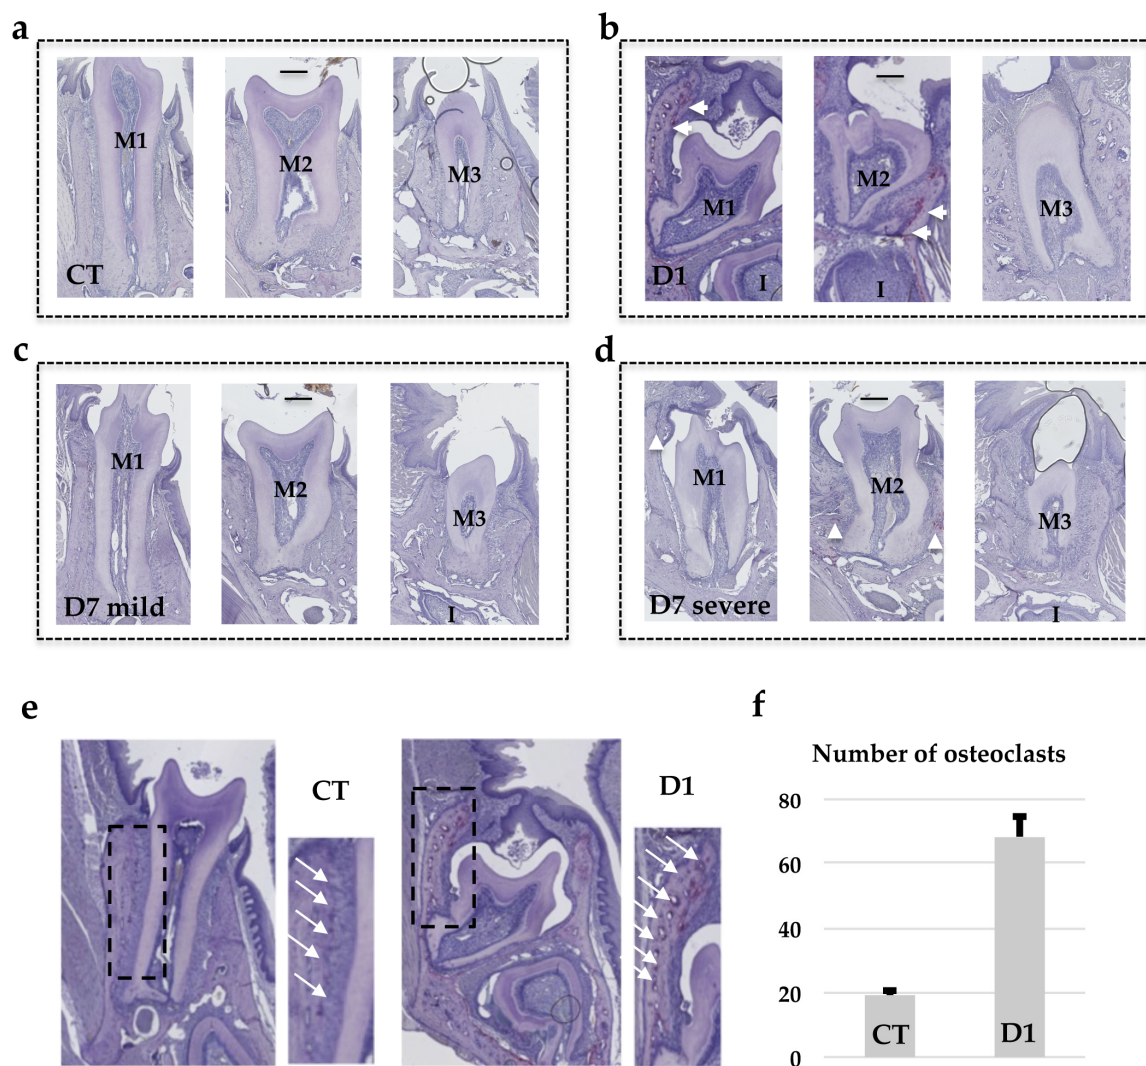 a
M1
M2
M3
CT
b
M1
M2
M3
D1
I
I
c
M1
M2
M3
D7 mild
I
d
M1
M2
M3
D7 severe
I
e
CT
D1
f
Number of osteoclasts
80
60
40
20
0
CT
D1